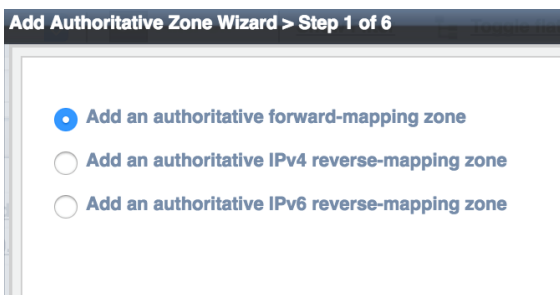 Add Authoritative Zone Wizard > Step 1 of 6
Add an authoritative forward-mapping zone
Add an authoritative IPv4 reverse-mapping zone
Add an authoritative IPv6 reverse-mapping zone